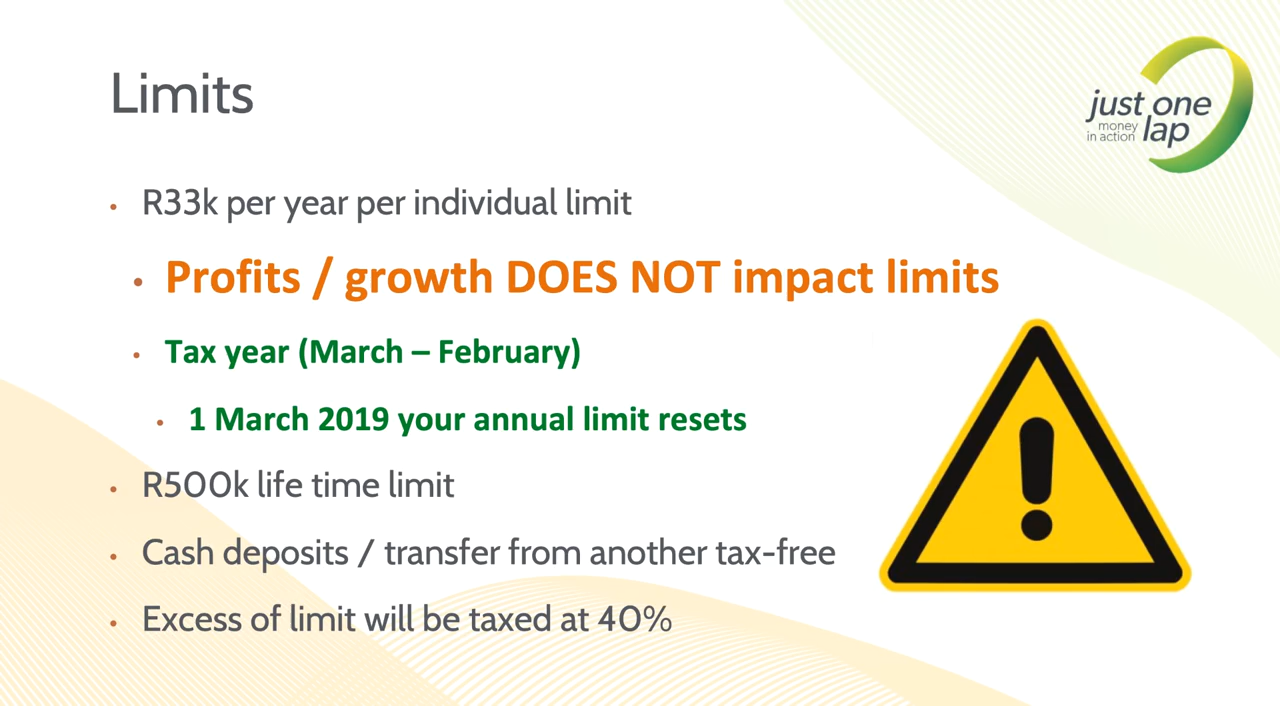 Limits
just one
money
in action lap
• R33k per year per individual limit
• Profits / growth DOES NOT impact limits
• Tax year (March – February)
• 1 March 2019 your annual limit resets
• R500k life time limit
• Cash deposits / transfer from another tax-free
• Excess of limit will be taxed at 40%